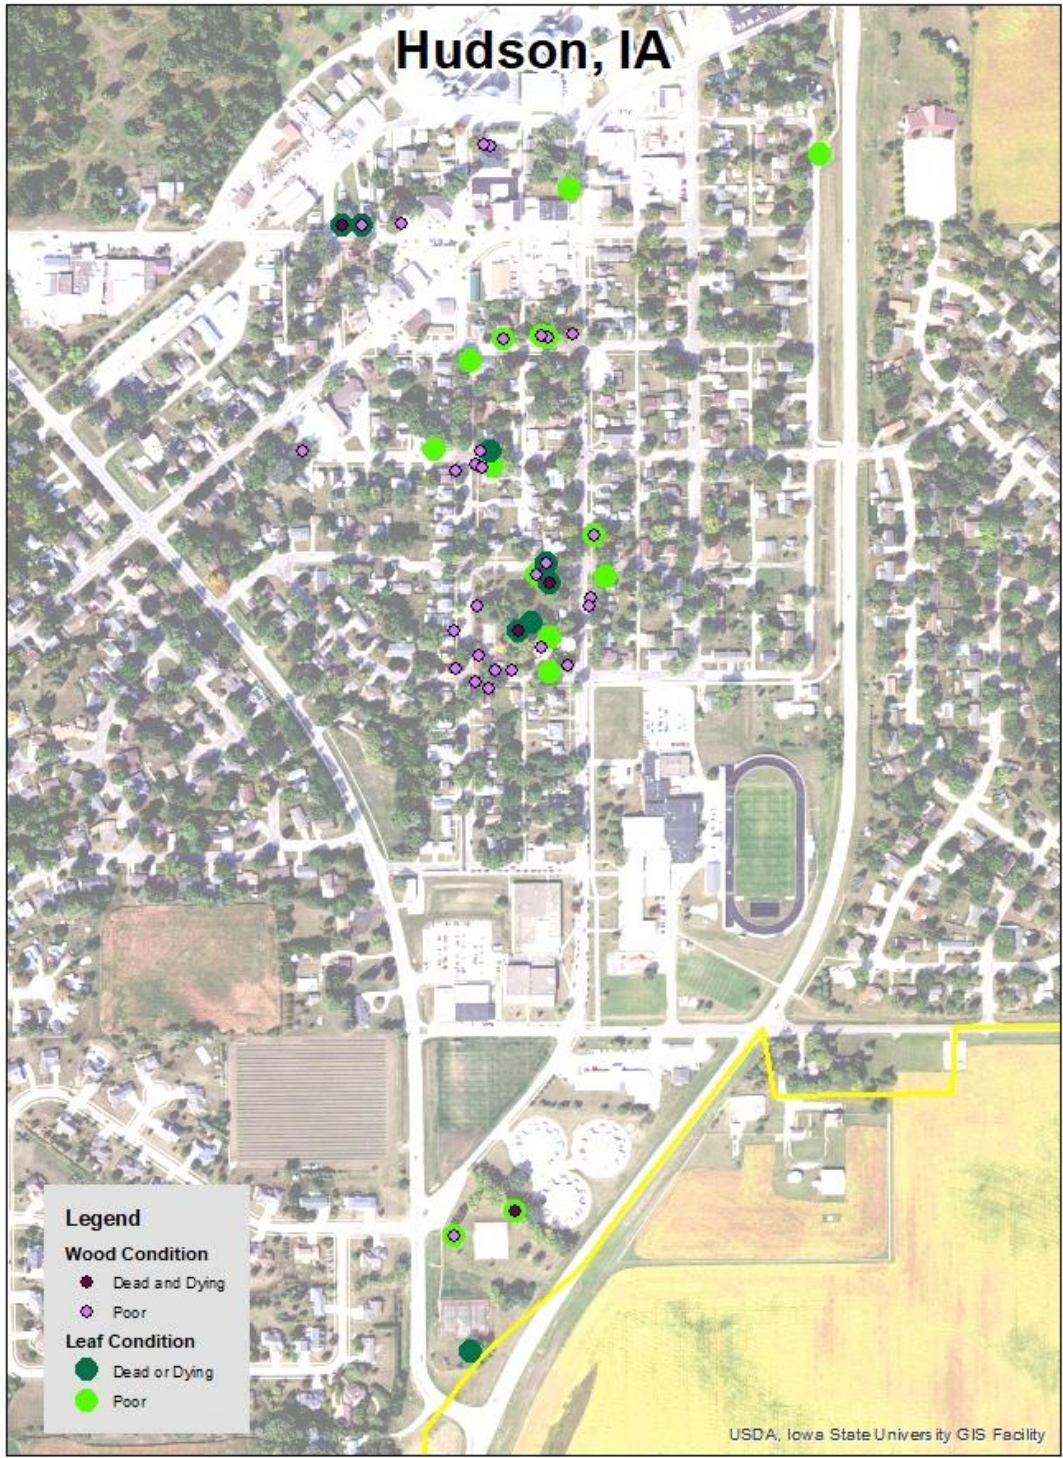 Hudson, IA
Legend
Wood Condition
Dead and Dying
Poor
Leaf Condition
Dead or Dying
Poor
USDA, Iowa State University GIS Facility